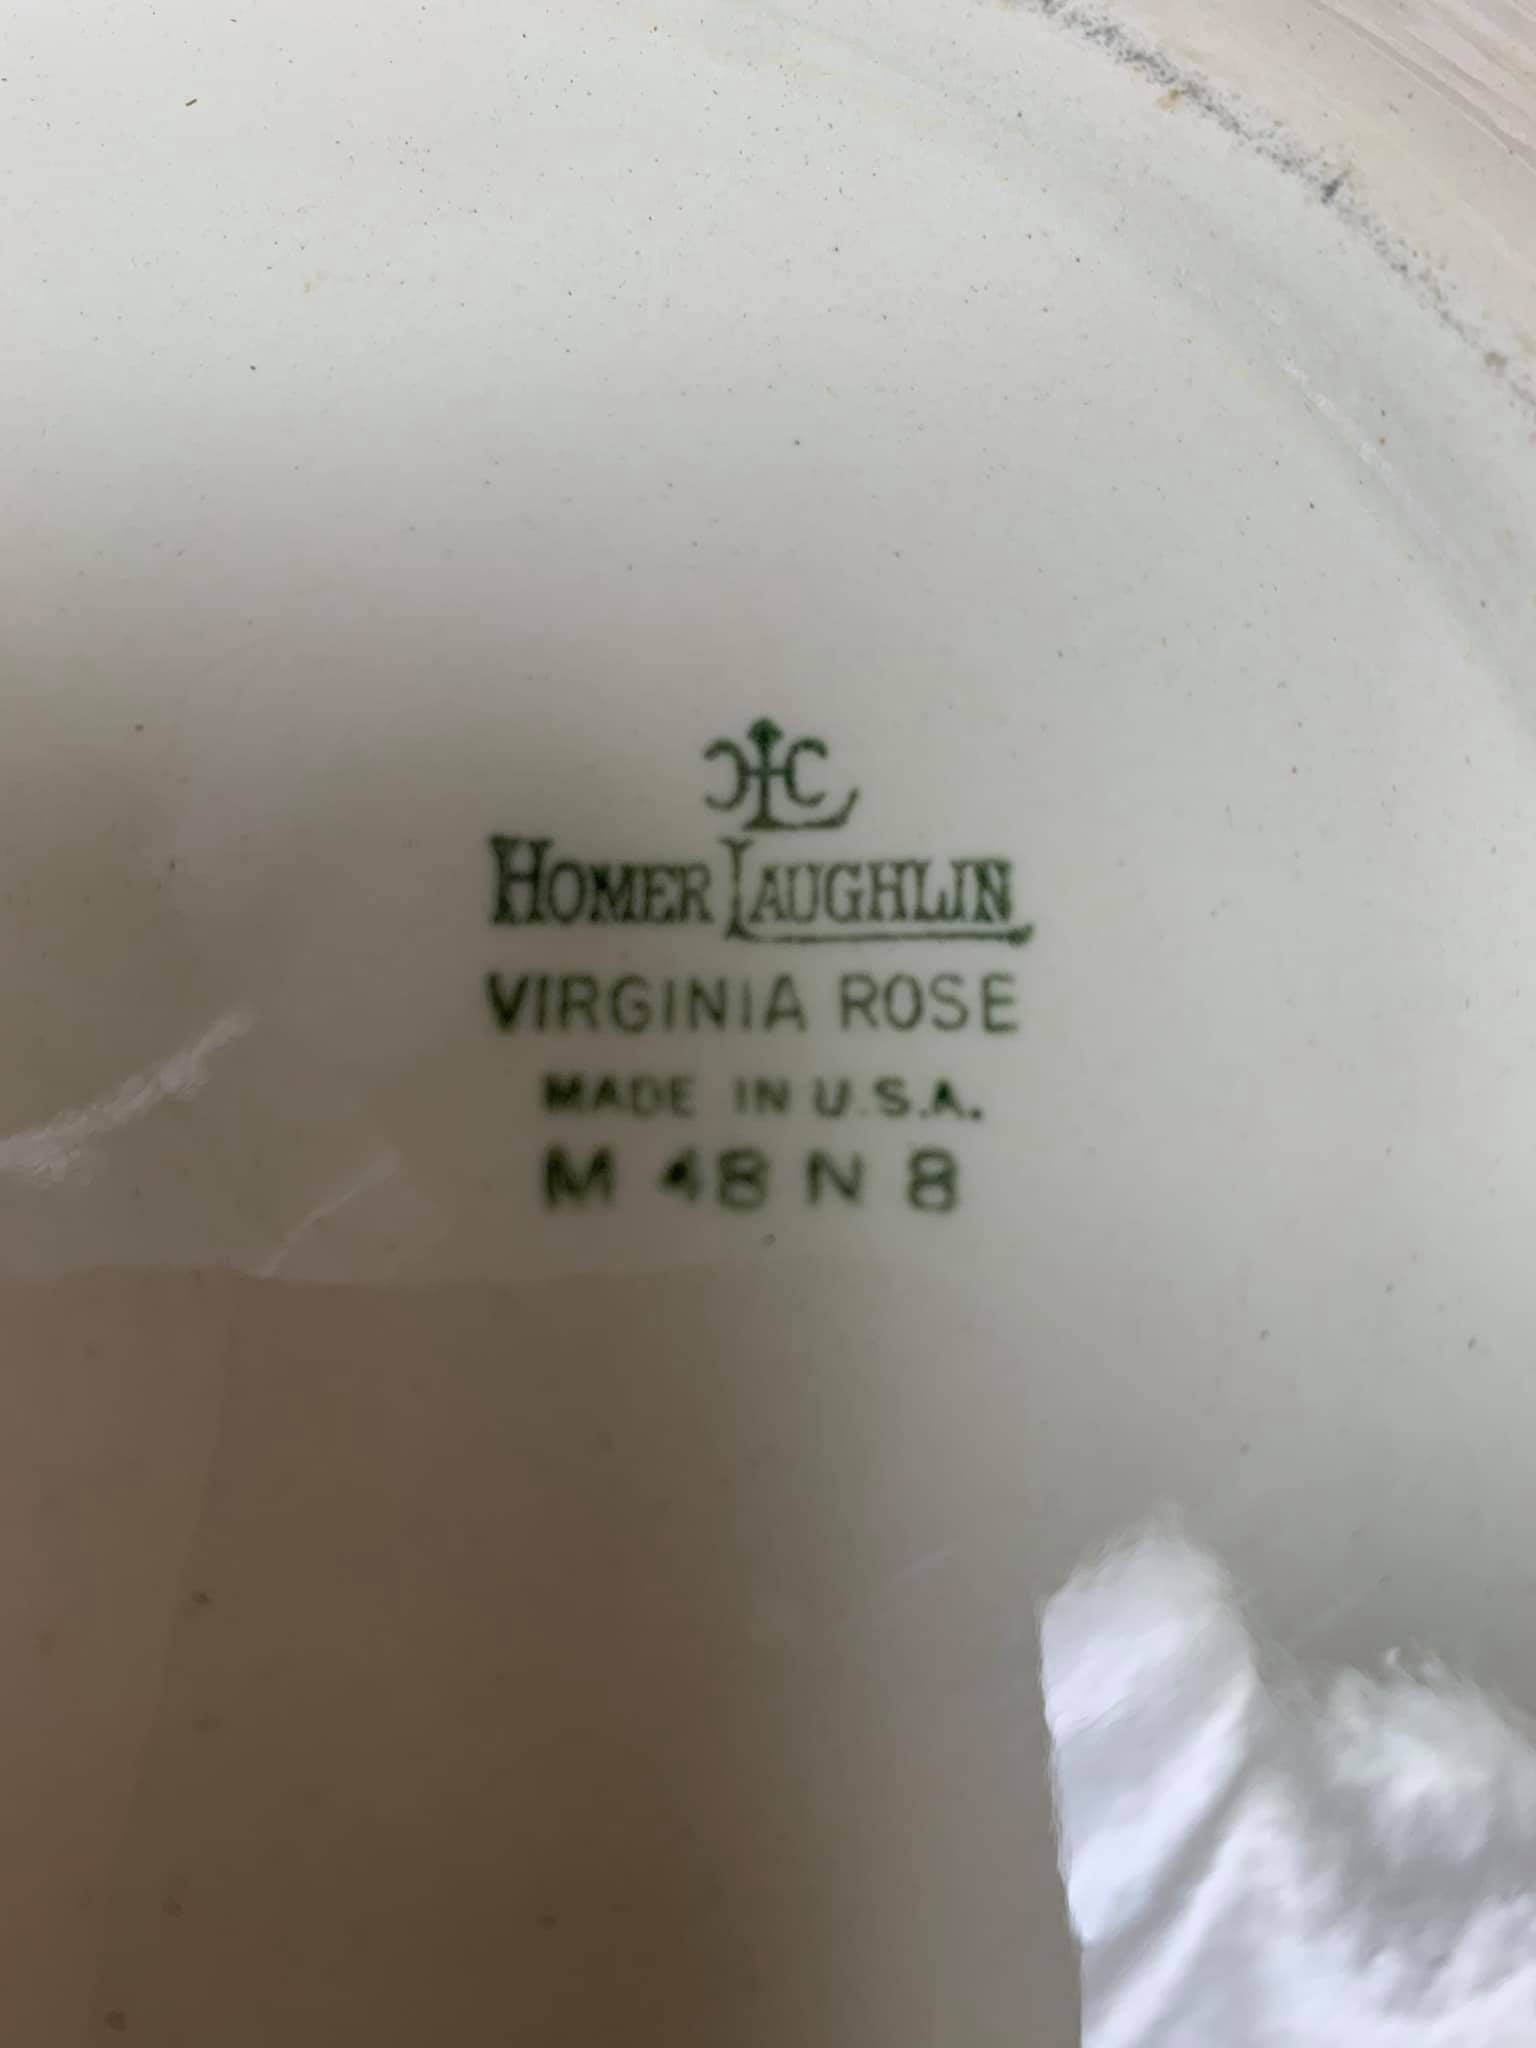 HLC
HOMER LAUGHLIN
VIRGINIA ROSE
MADE IN U.S.A.
M 48 N 8